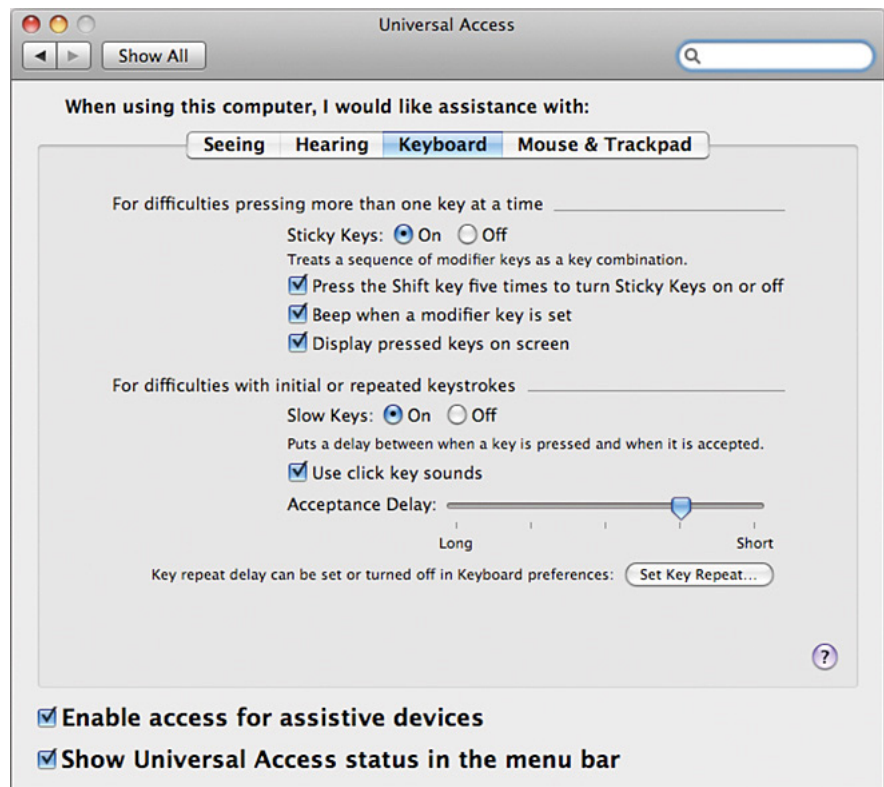 Universal Access
Show All
When using this computer, I would like assistance with:
Seeing Hearing Keyboard Mouse & Trackpad
For difficulties pressing more than one key at a time
Sticky Keys: On Off
Treats a sequence of modifier keys as a key combination.
Press the Shift key five times to turn Sticky Keys on or off
Beep when a modifier key is set
Display pressed keys on screen
For difficulties with initial or repeated keystrokes
Slow Keys: On Off
Puts a delay between when a key is pressed and when it is accepted.
Use click key sounds
Acceptance Delay:
Long Short
Key repeat delay can be set or turned off in Keyboard preferences: Set Key Repeat...
?
Enable access for assistive devices
Show Universal Access status in the menu bar